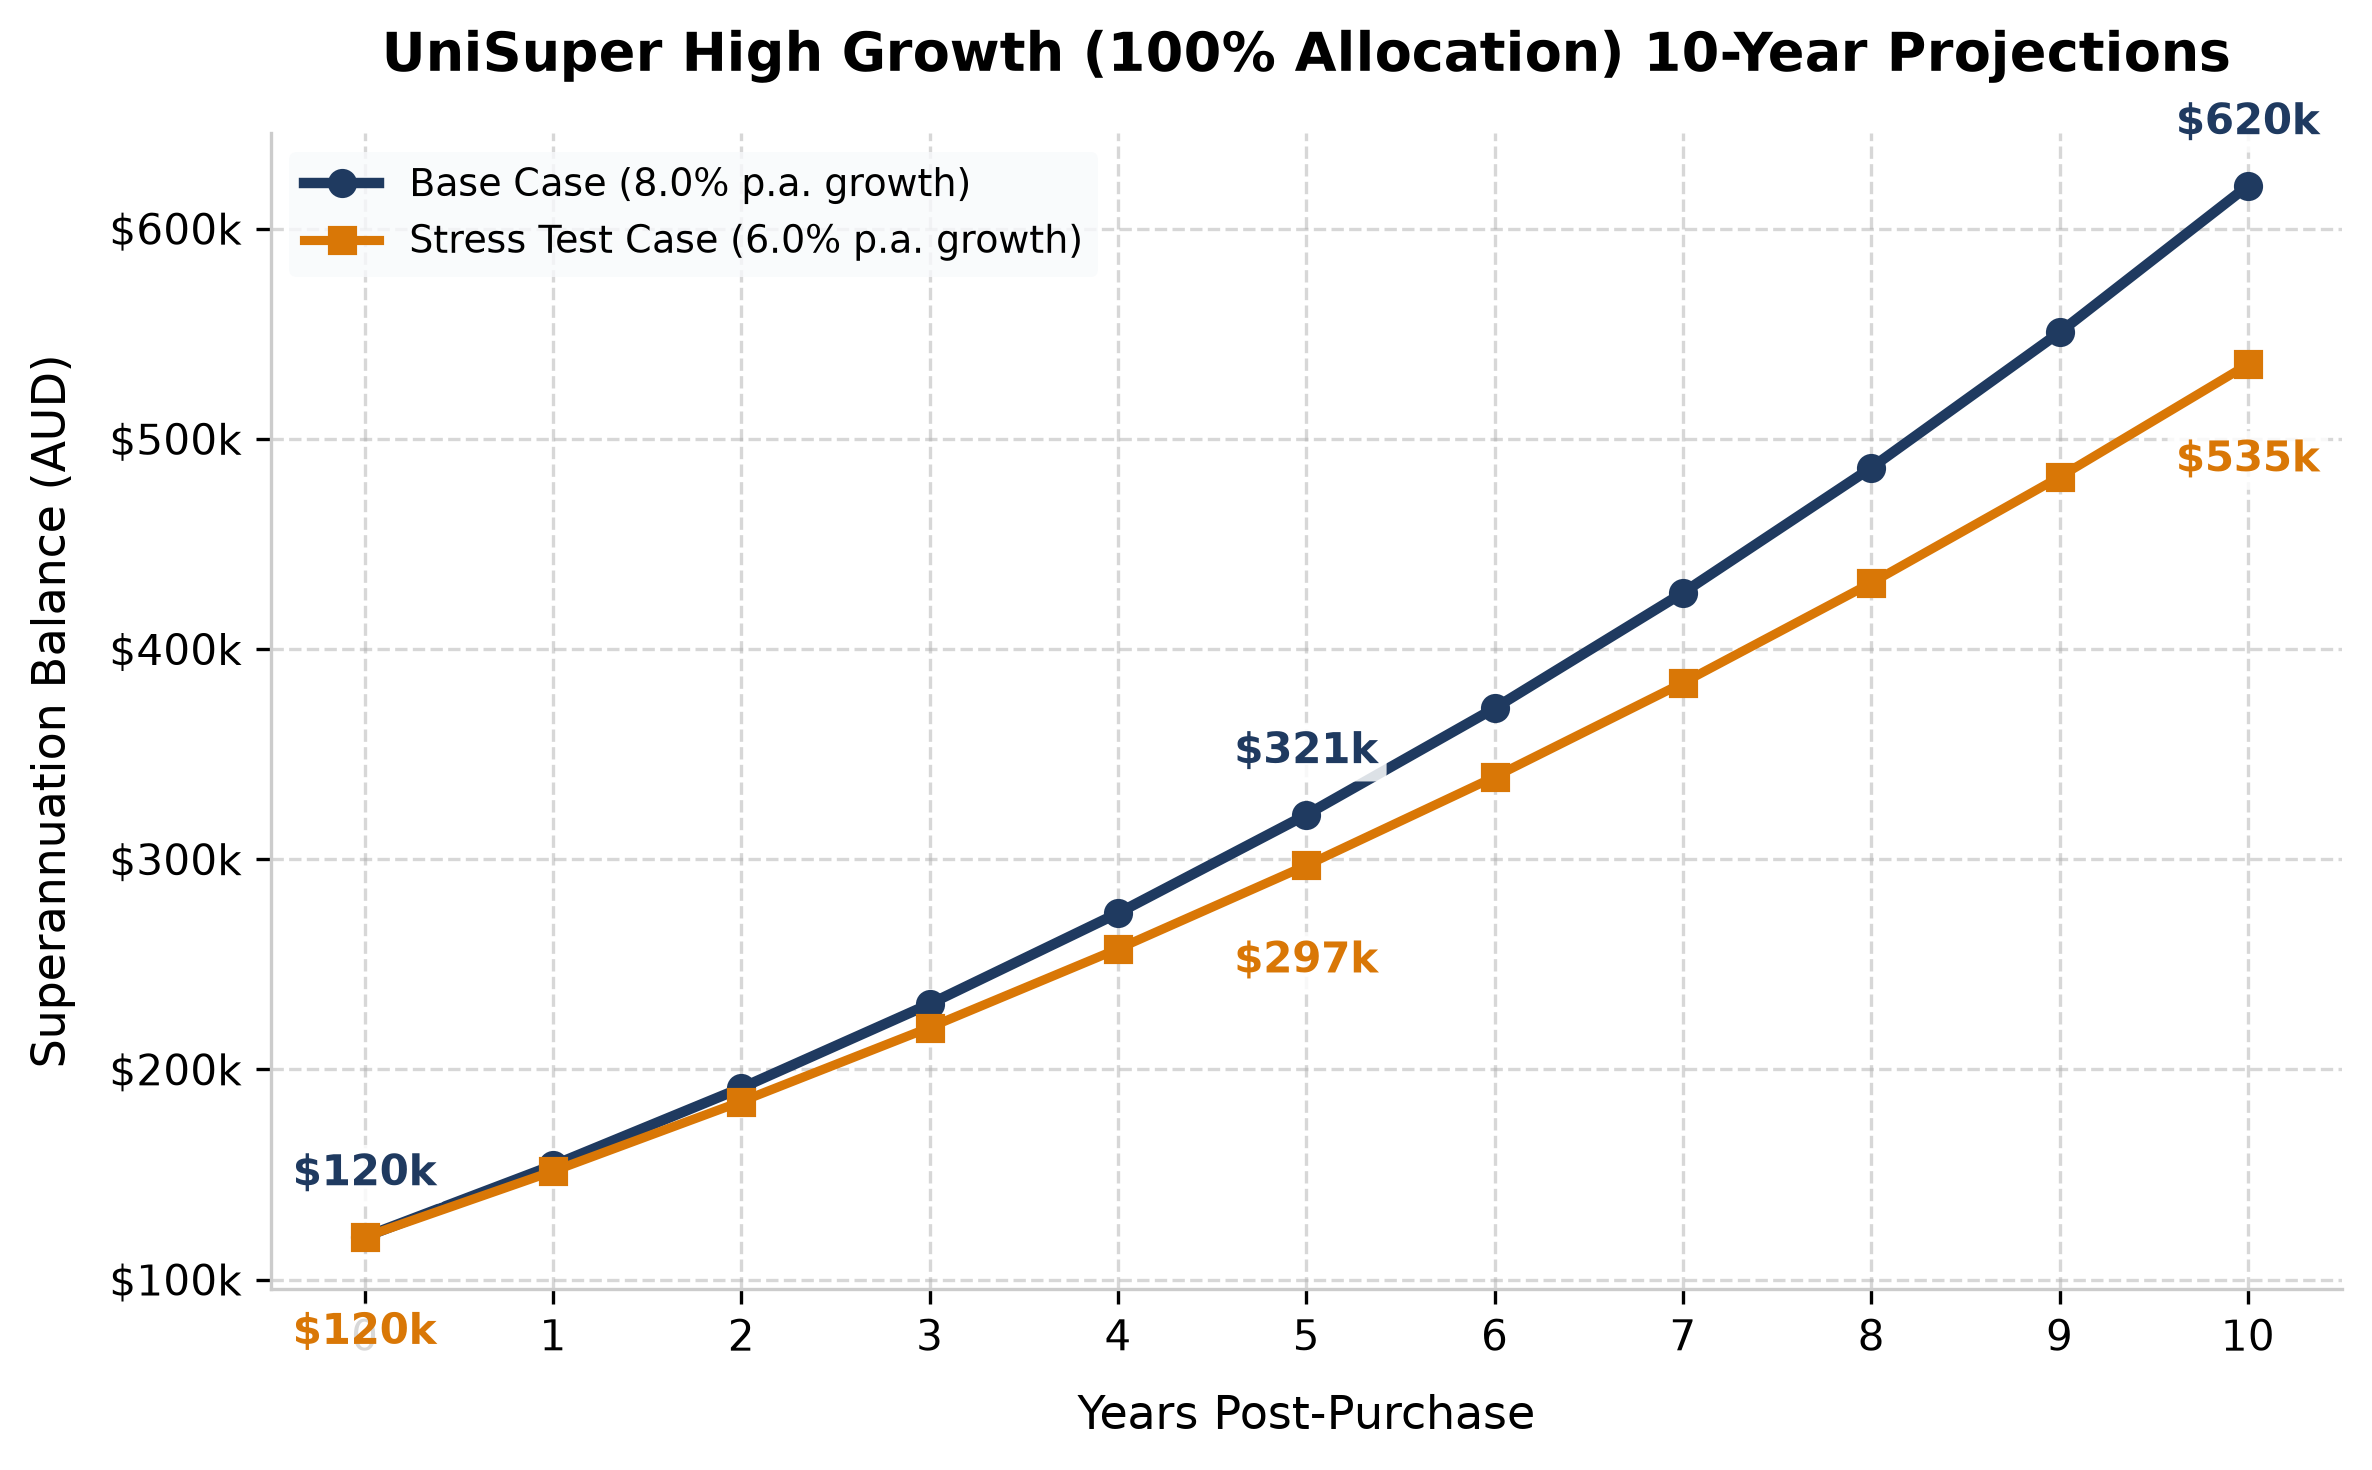 UniSuper High Growth (100% Allocation) 10-Year Projections
$620k
Base Case (8.0% p.a. growth)
Stress Test Case (6.0% p.a. growth)
$600k
$500k
$535k
$400k
$321k
$300k
$297k
$200k
$120k
$100k
$120k
0 1 2 3 4 5 6 7 8 9 10
Superannuation Balance (AUD)
Years Post-Purchase